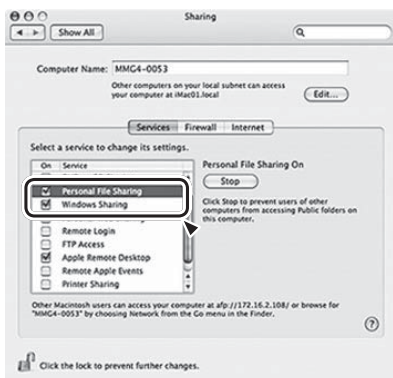 Sharing
Show All
Computer Name: MMG4-0053
Other computers on your local subnet can access
your computer at iMac01.local
Edit...
Services Firewall Internet
Select a service to change its settings.
On Service
Personal File Sharing
Windows Sharing
Remote Login
FTP Access
Apple Remote Desktop
Remote Apple Events
Printer Sharing
Personal File Sharing On
Stop
Click Stop to prevent users of other
computers from accessing Public folders on
this computer.
Other Macintosh users can access your computer at afp://172.16.2.108/ or browse for
"MMG4-0053" by choosing Network from the Go menu in the Finder.
?
Click the lock to prevent further changes.